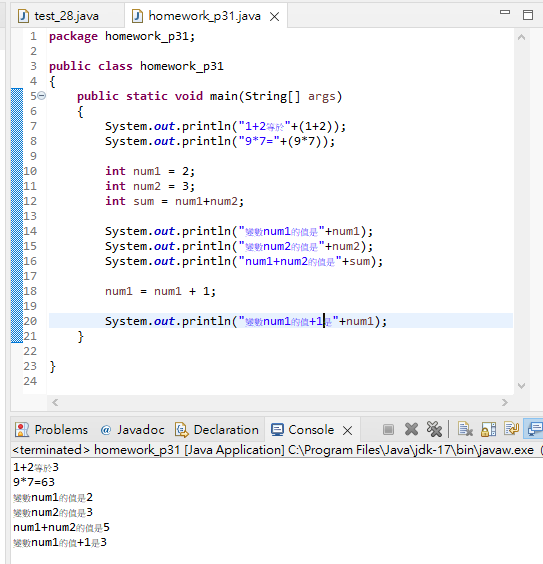 test_28.java homework_p31.java
1 package homework_p31;
2
3 public class homework_p31
4 {
5 public static void main(String[] args)
6 {
7 System.out.println("1+2等於"+(1+2));
8 System.out.println("9*7="+(9*7));
9
10 int num1 = 2;
11 int num2 = 3;
12 int sum = num1+num2;
13
14 System.out.println("變數num1的值是"+num1);
15 System.out.println("變數num2的值是"+num2);
16 System.out.println("num1+num2的值是"+sum);
17
18 num1 = num1 + 1;
19
20 System.out.println("變數num1的值+1是"+num1);
21 }
22
23 }
24
Problems @ Javadoc Declaration Console
<terminated> homework_p31 [Java Application] C:\Program Files\Java\jdk-17\bin\javaw.exe (
1+2等於3
9*7=63
變數num1的值是2
變數num2的值是3
num1+num2的值是5
變數num1的值+1是3